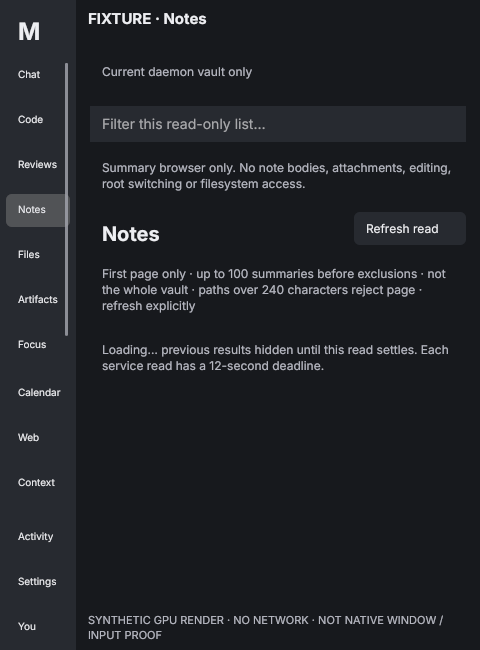 M
Chat
Code
Reviews
Notes
Files
Artifacts
Focus
Calendar
Web
Context
Activity
Settings
You
FIXTURE · Notes
Current daemon vault only
Filter this read-only list...
Summary browser only. No note bodies, attachments, editing,
root switching or filesystem access.
Notes
Refresh read
First page only · up to 100 summaries before exclusions · not
the whole vault · paths over 240 characters reject page ·
refresh explicitly
Loading... previous results hidden until this read settles. Each
service read has a 12-second deadline.
SYNTHETIC GPU RENDER · NO NETWORK · NOT NATIVE WINDOW /
INPUT PROOF